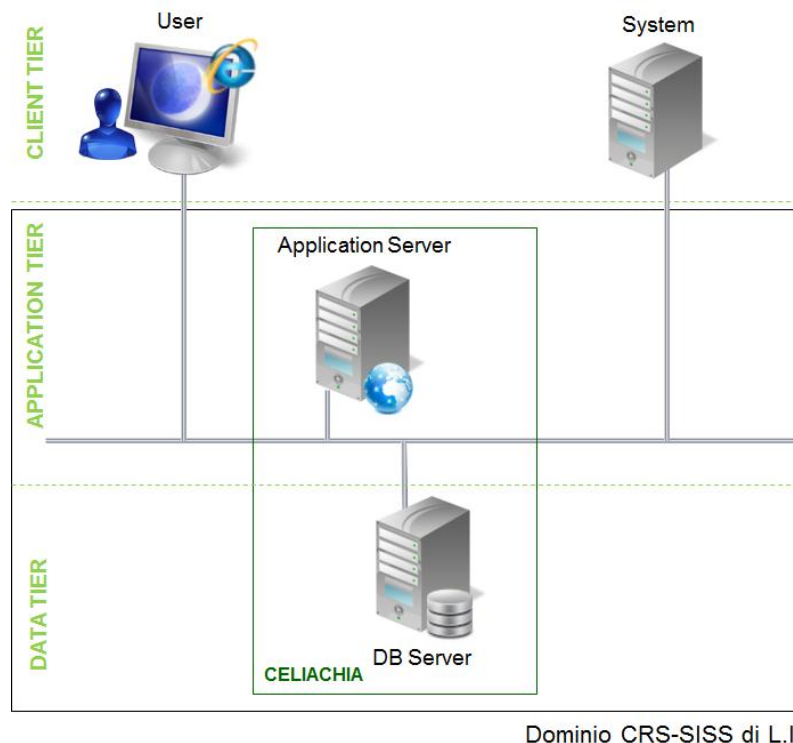 User
System
CLIENT TIER
APPLICATION TIER
Application Server
DATA TIER
DB Server
CELIACHIA
Dominio CRS-SISS di L.I